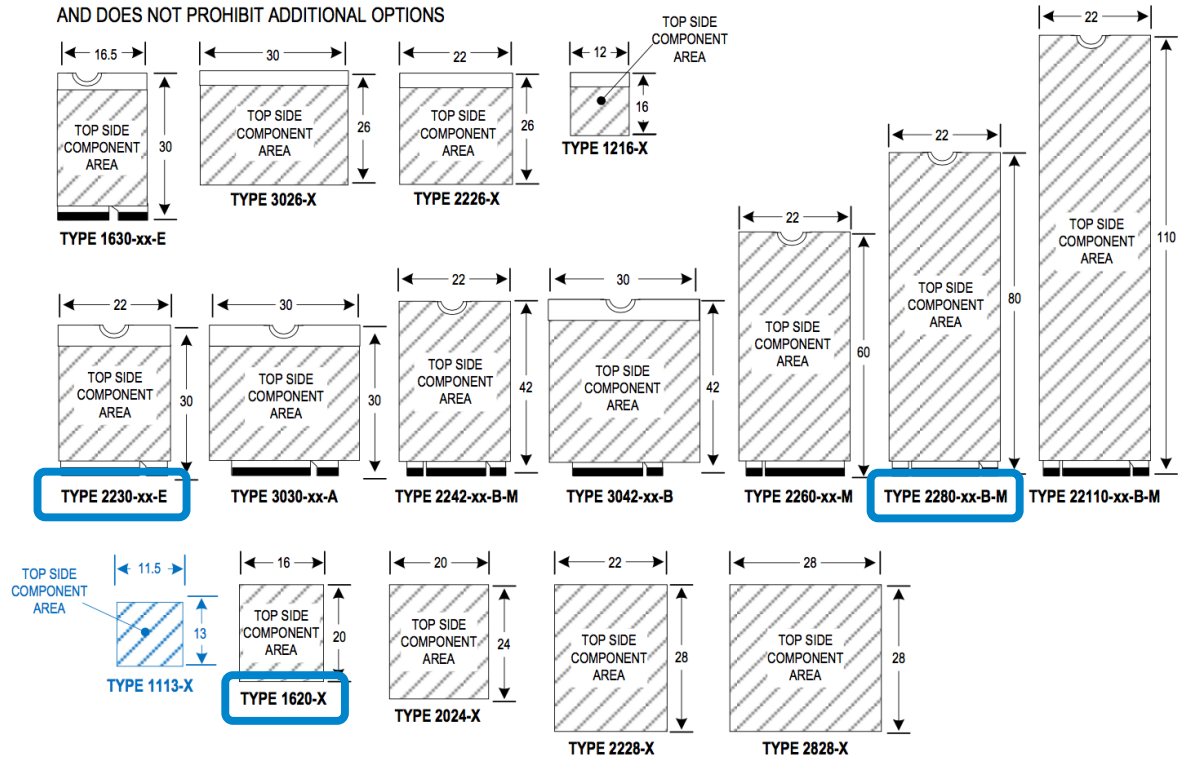 AND DOES NOT PROHIBIT ADDITIONAL OPTIONS
16.5
TOP SIDE
COMPONENT
AREA
30
TYPE 1630-xx-E
30
TOP SIDE
COMPONENT
AREA
26
TYPE 3026-X
22
TOP SIDE
COMPONENT
AREA
26
TYPE 2226-X
12
TOP SIDE
COMPONENT
AREA
16
TYPE 1216-X
22
TOP SIDE
COMPONENT
AREA
30
TYPE 2230-xx-E
30
TOP SIDE
COMPONENT
AREA
30
TYPE 3030-xx-A
22
TOP SIDE
COMPONENT
AREA
42
TYPE 2242-xx-B-M
30
TOP SIDE
COMPONENT
AREA
42
TYPE 3042-xx-B
22
TOP SIDE
COMPONENT
AREA
60
TYPE 2260-xx-M
22
TOP SIDE
COMPONENT
AREA
80
TYPE 2280-xx-B-M
22
TOP SIDE
COMPONENT
AREA
110
TYPE 22110-xx-B-M
TOP SIDE
COMPONENT
AREA
11.5
13
TYPE 1113-X
16
TOP SIDE
COMPONENT
AREA
20
TYPE 1620-X
20
TOP SIDE
COMPONENT
AREA
24
TYPE 2024-X
22
TOP SIDE
COMPONENT
AREA
28
TYPE 2228-X
28
TOP SIDE
COMPONENT
AREA
28
TYPE 2828-X